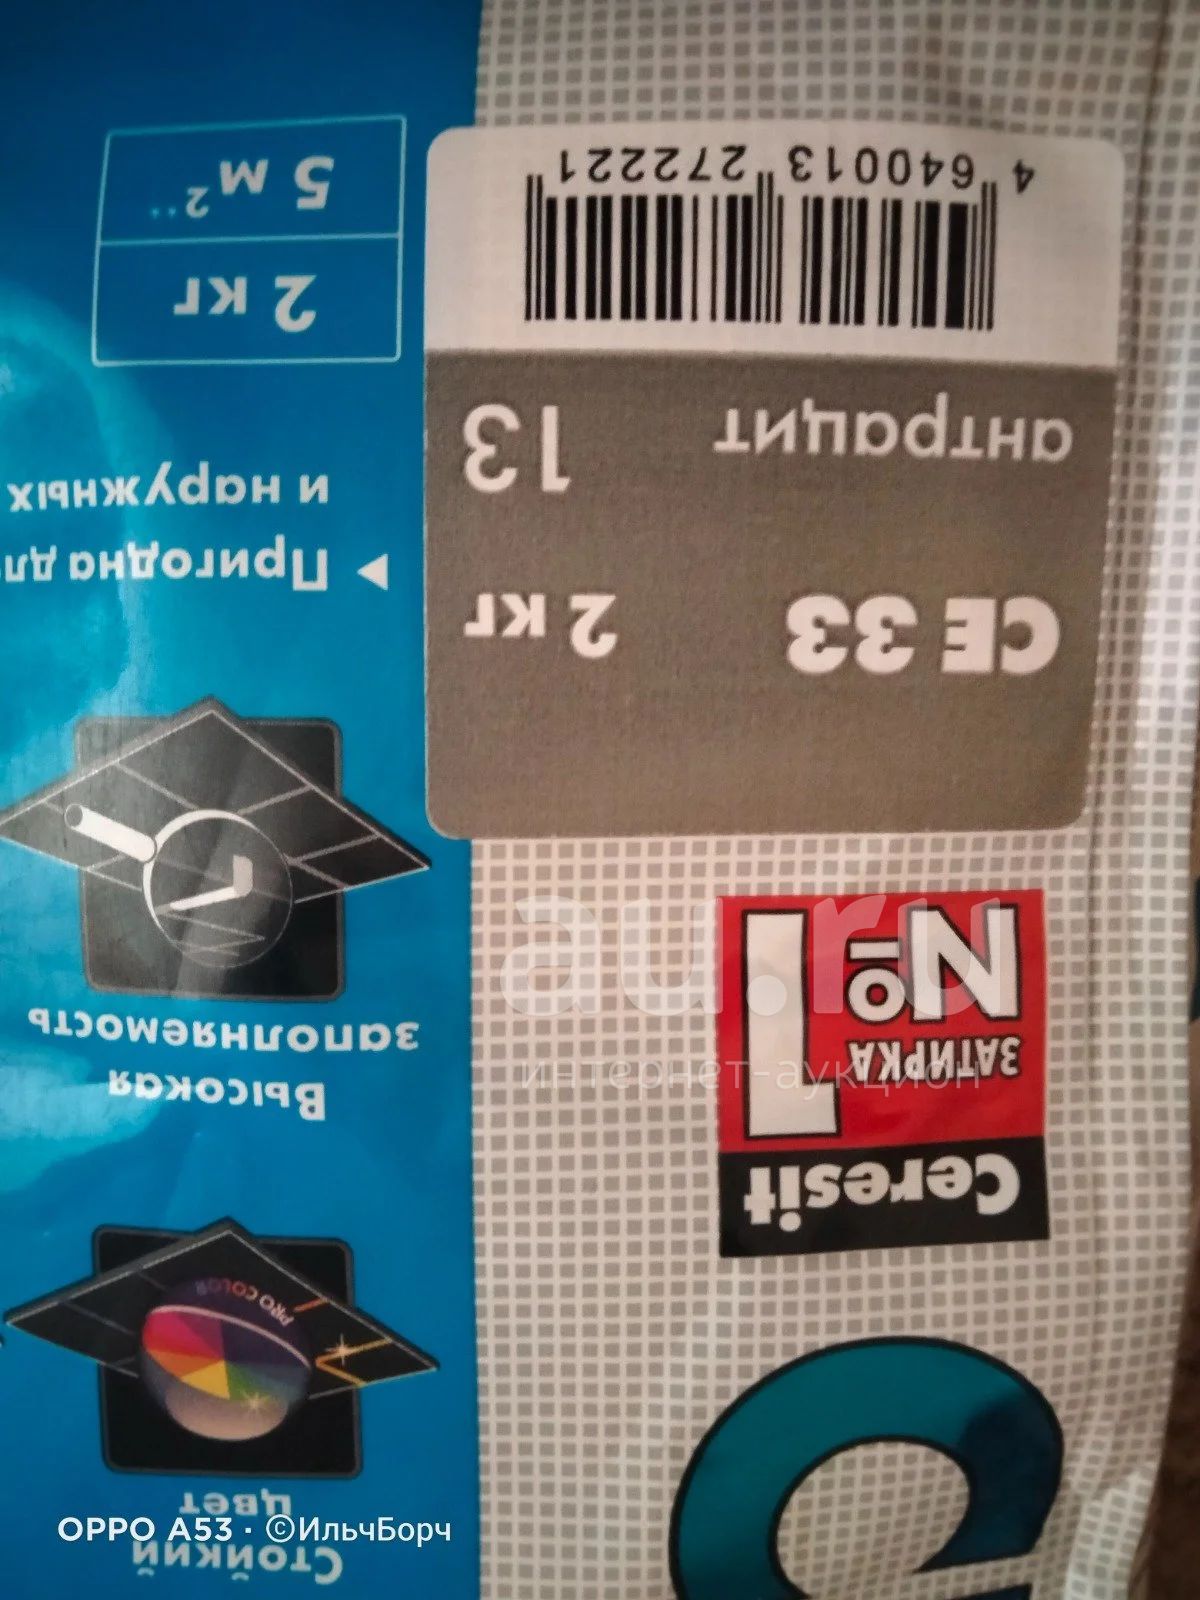 Стойкий
цвет
PRO COLOR
Высокая
заполняемость
Пригодна
и наружных
2 кг
5 м²**
Ceresit
ЗАТИРКА
№1
CE 33 2 кг
антрацит 13
4 640013 272221
au.ru
интернет-аукцион
OPPO A53 · ©ИльчБорч